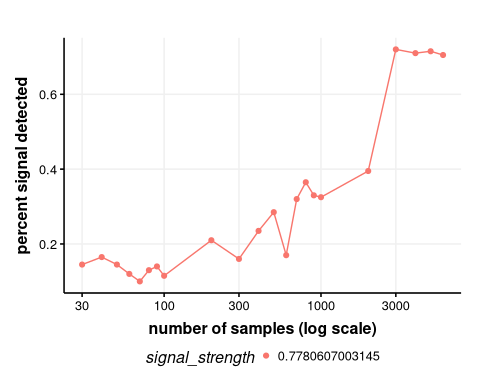 percent signal detected
0.6
0.4
0.2
30
100
300
1000
3000
number of samples (log scale)
signal_strength 0.7780607003145